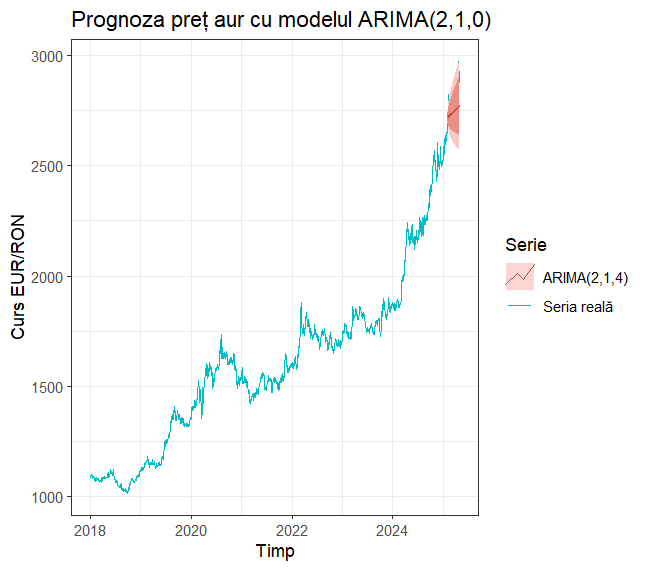 Prognoza preț aur cu modelul ARIMA(2,1,0)
3000
2500
2000
1500
1000
Curs EUR/RON
2018
2020
2022
2024
Timp
Serie
ARIMA(2,1,4)
Seria reală